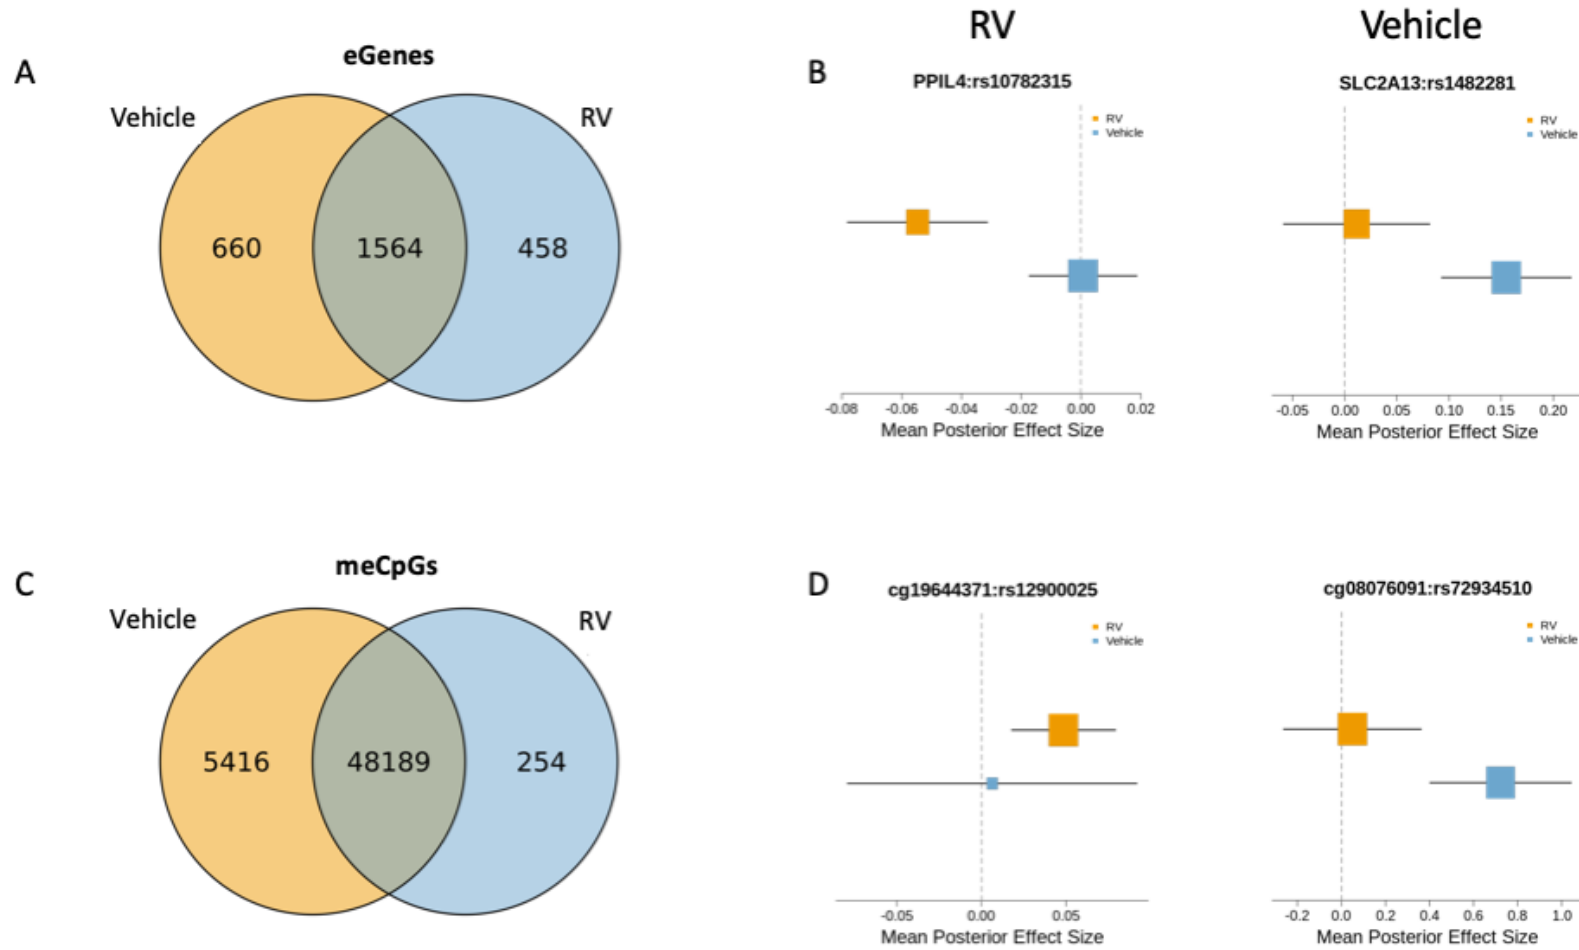 RV
Vehicle
A
eGenes
Vehicle
RV
660
1564
458
B
PPIL4:rs10782315
RV
Vehicle
-0.08 -0.06 -0.04 -0.02 0.00 0.02
Mean Posterior Effect Size
SLC2A13:rs1482281
RV
Vehicle
-0.05 0.00 0.05 0.10 0.15 0.20
Mean Posterior Effect Size
C
meCpGs
Vehicle
RV
5416
48189
254
D
cg19644371:rs12900025
RV
Vehicle
-0.05 0.00 0.05
Mean Posterior Effect Size
cg08076091:rs72934510
RV
Vehicle
-0.2 0.0 0.2 0.4 0.6 0.8 1.0
Mean Posterior Effect Size